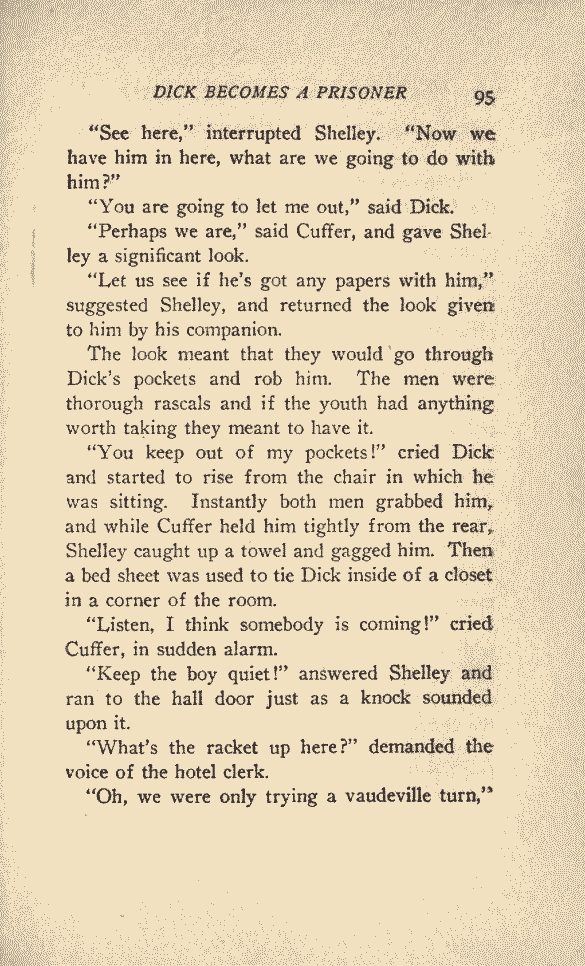 DICK BECOMES A PRISONER 95
“See here,” interrupted Shelley. “Now we
have him in here, what are we going to do with
him?”
“You are going to let me out,” said Dick.
“Perhaps we are,” said Cuffer, and gave Shel-
ley a significant look.
“Let us see if he’s got any papers with him,”
suggested Shelley, and returned the look given
to him by his companion.
The look meant that they would go through
Dick’s pockets and rob him. The men were
thorough rascals and if the youth had anything
worth taking they meant to have it.
“You keep out of my pockets!” cried Dick
and started to rise from the chair in which he
was sitting. Instantly both men grabbed him,
and while Cuffer held him tightly from the rear,
Shelley caught up a towel and gagged him. Then
a bed sheet was used to tie Dick inside of a closet
in a corner of the room.
“Listen, I think somebody is coming!” cried
Cuffer, in sudden alarm.
“Keep the boy quiet!” answered Shelley and
ran to the hall door just as a knock sounded
upon it.
“What’s the racket up here?” demanded the
voice of the hotel clerk.
“Oh, we were only trying a vaudeville turn,”